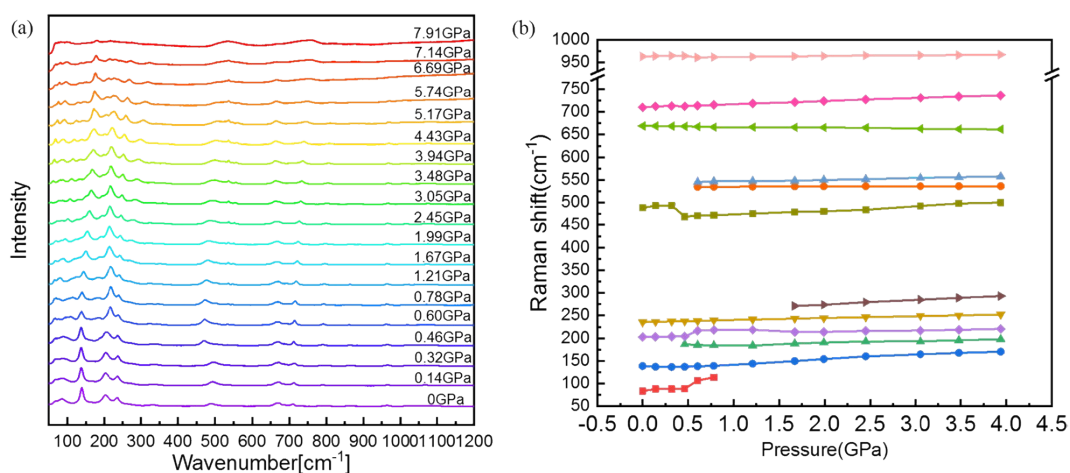 (a)
7.91GPa
7.14GPa
6.69GPa
5.74GPa
5.17GPa
4.43GPa
3.94GPa
3.48GPa
3.05GPa
2.45GPa
1.99GPa
1.67GPa
1.21GPa
0.78GPa
0.60GPa
0.46GPa
0.32GPa
0.14GPa
0GPa
Intensity
100 200 300 400 500 600 700 800 900 1000 1100 1200
Wavenumber[cm⁻¹]
(b)
1000
950
750
700
650
600
550
500
450
400
350
300
250
200
150
100
50
Raman shift(cm⁻¹)
-0.5 0.0 0.5 1.0 1.5 2.0 2.5 3.0 3.5 4.0 4.5
Pressure(GPa)